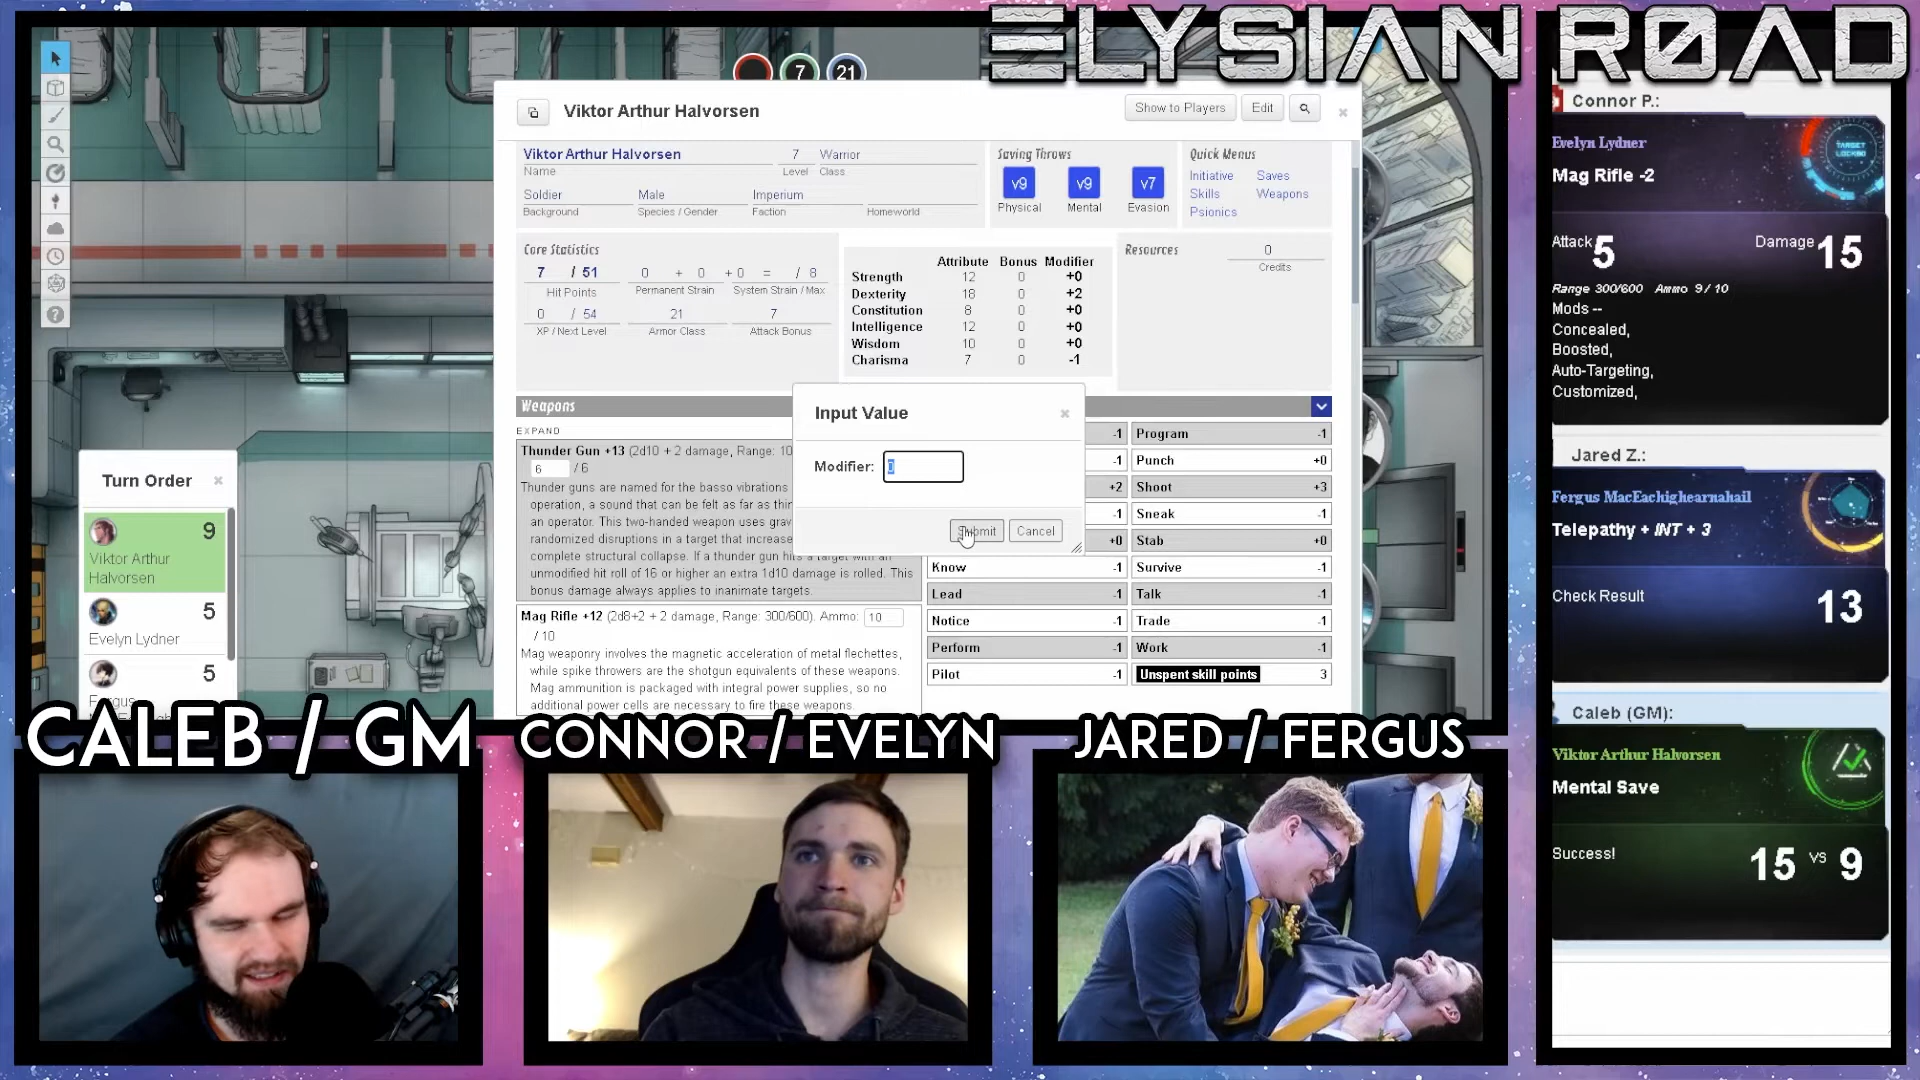 ELYSIAN RØAD
7
21
Viktor Arthur Halvorsen
Show to Players
Edit
Viktor Arthur Halvorsen
7
Warrior
Name
Level
Class
Soldier
Male
Imperium
Background
Species / Gender
Faction
Homeworld
Saving Throws
v9
v9
v7
Physical
Mental
Evasion
Quick Menus
Initiative
Saves
Skills
Weapons
Psionics
Core Statistics
7 / 51
0 + 0 + 0 = / 8
Hit Points
Permanent Strain
System Strain / Max
0 / 54
21
7
XP / Next Level
Armor Class
Attack Bonus
Attribute Bonus Modifier
Strength 12 0 +0
Dexterity 18 0 +2
Constitution 8 0 +0
Intelligence 12 0 +0
Wisdom 10 0 +0
Charisma 7 0 -1
Resources
0
Credits
Weapons
EXPAND
Thunder Gun +13 (2d10 + 2 damage, Range: 10
6 / 6
Thunder guns are named for the basso vibrations
operation, a sound that can be felt as far as
an operator. This two-handed weapon uses
randomized disruptions in a target that increase
complete structural collapse. If a thunder gun hits a target with an
unmodified hit roll of 16 or higher an extra 1d10 damage is rolled. This
bonus damage always applies to inanimate targets.
Mag Rifle +12 (2d8+2 + 2 damage, Range: 300/600). Ammo: 10
/ 10
Mag weaponry involves the magnetic acceleration of metal flechettes,
while spike throwers are the shotgun equivalents of these weapons.
Mag ammunition is packaged with integral power supplies, so no
additional power cells are necessary to fire these weapons.
Input Value
Modifier:
0
Submit
Cancel
-1 Program -1
-1 Punch +0
+2 Shoot +3
-1 Sneak -1
+0 Stab +0
Know -1 Survive -1
Lead -1 Talk -1
Notice -1 Trade -1
Perform -1 Work -1
Pilot -1 Unspent skill points 3
Turn Order
Viktor Arthur
Halvorsen
9
Evelyn Lydner
5
Fergus
5
CALEB / GM
CONNOR / EVELYN
JARED / FERGUS
Connor P.:
Evelyn Lydner
Mag Rifle -2
TARGET
LOCKED
Attack 5
Damage 15
Range 300/600 Ammo 9 / 10
Mods --
Concealed,
Boosted,
Auto-Targeting,
Customized,
Jared Z.:
Fergus MacEachighearnahail
Telepathy + INT + 3
Check Result
13
Caleb (GM):
Viktor Arthur Halvorsen
Mental Save
Success!
15 vs 9